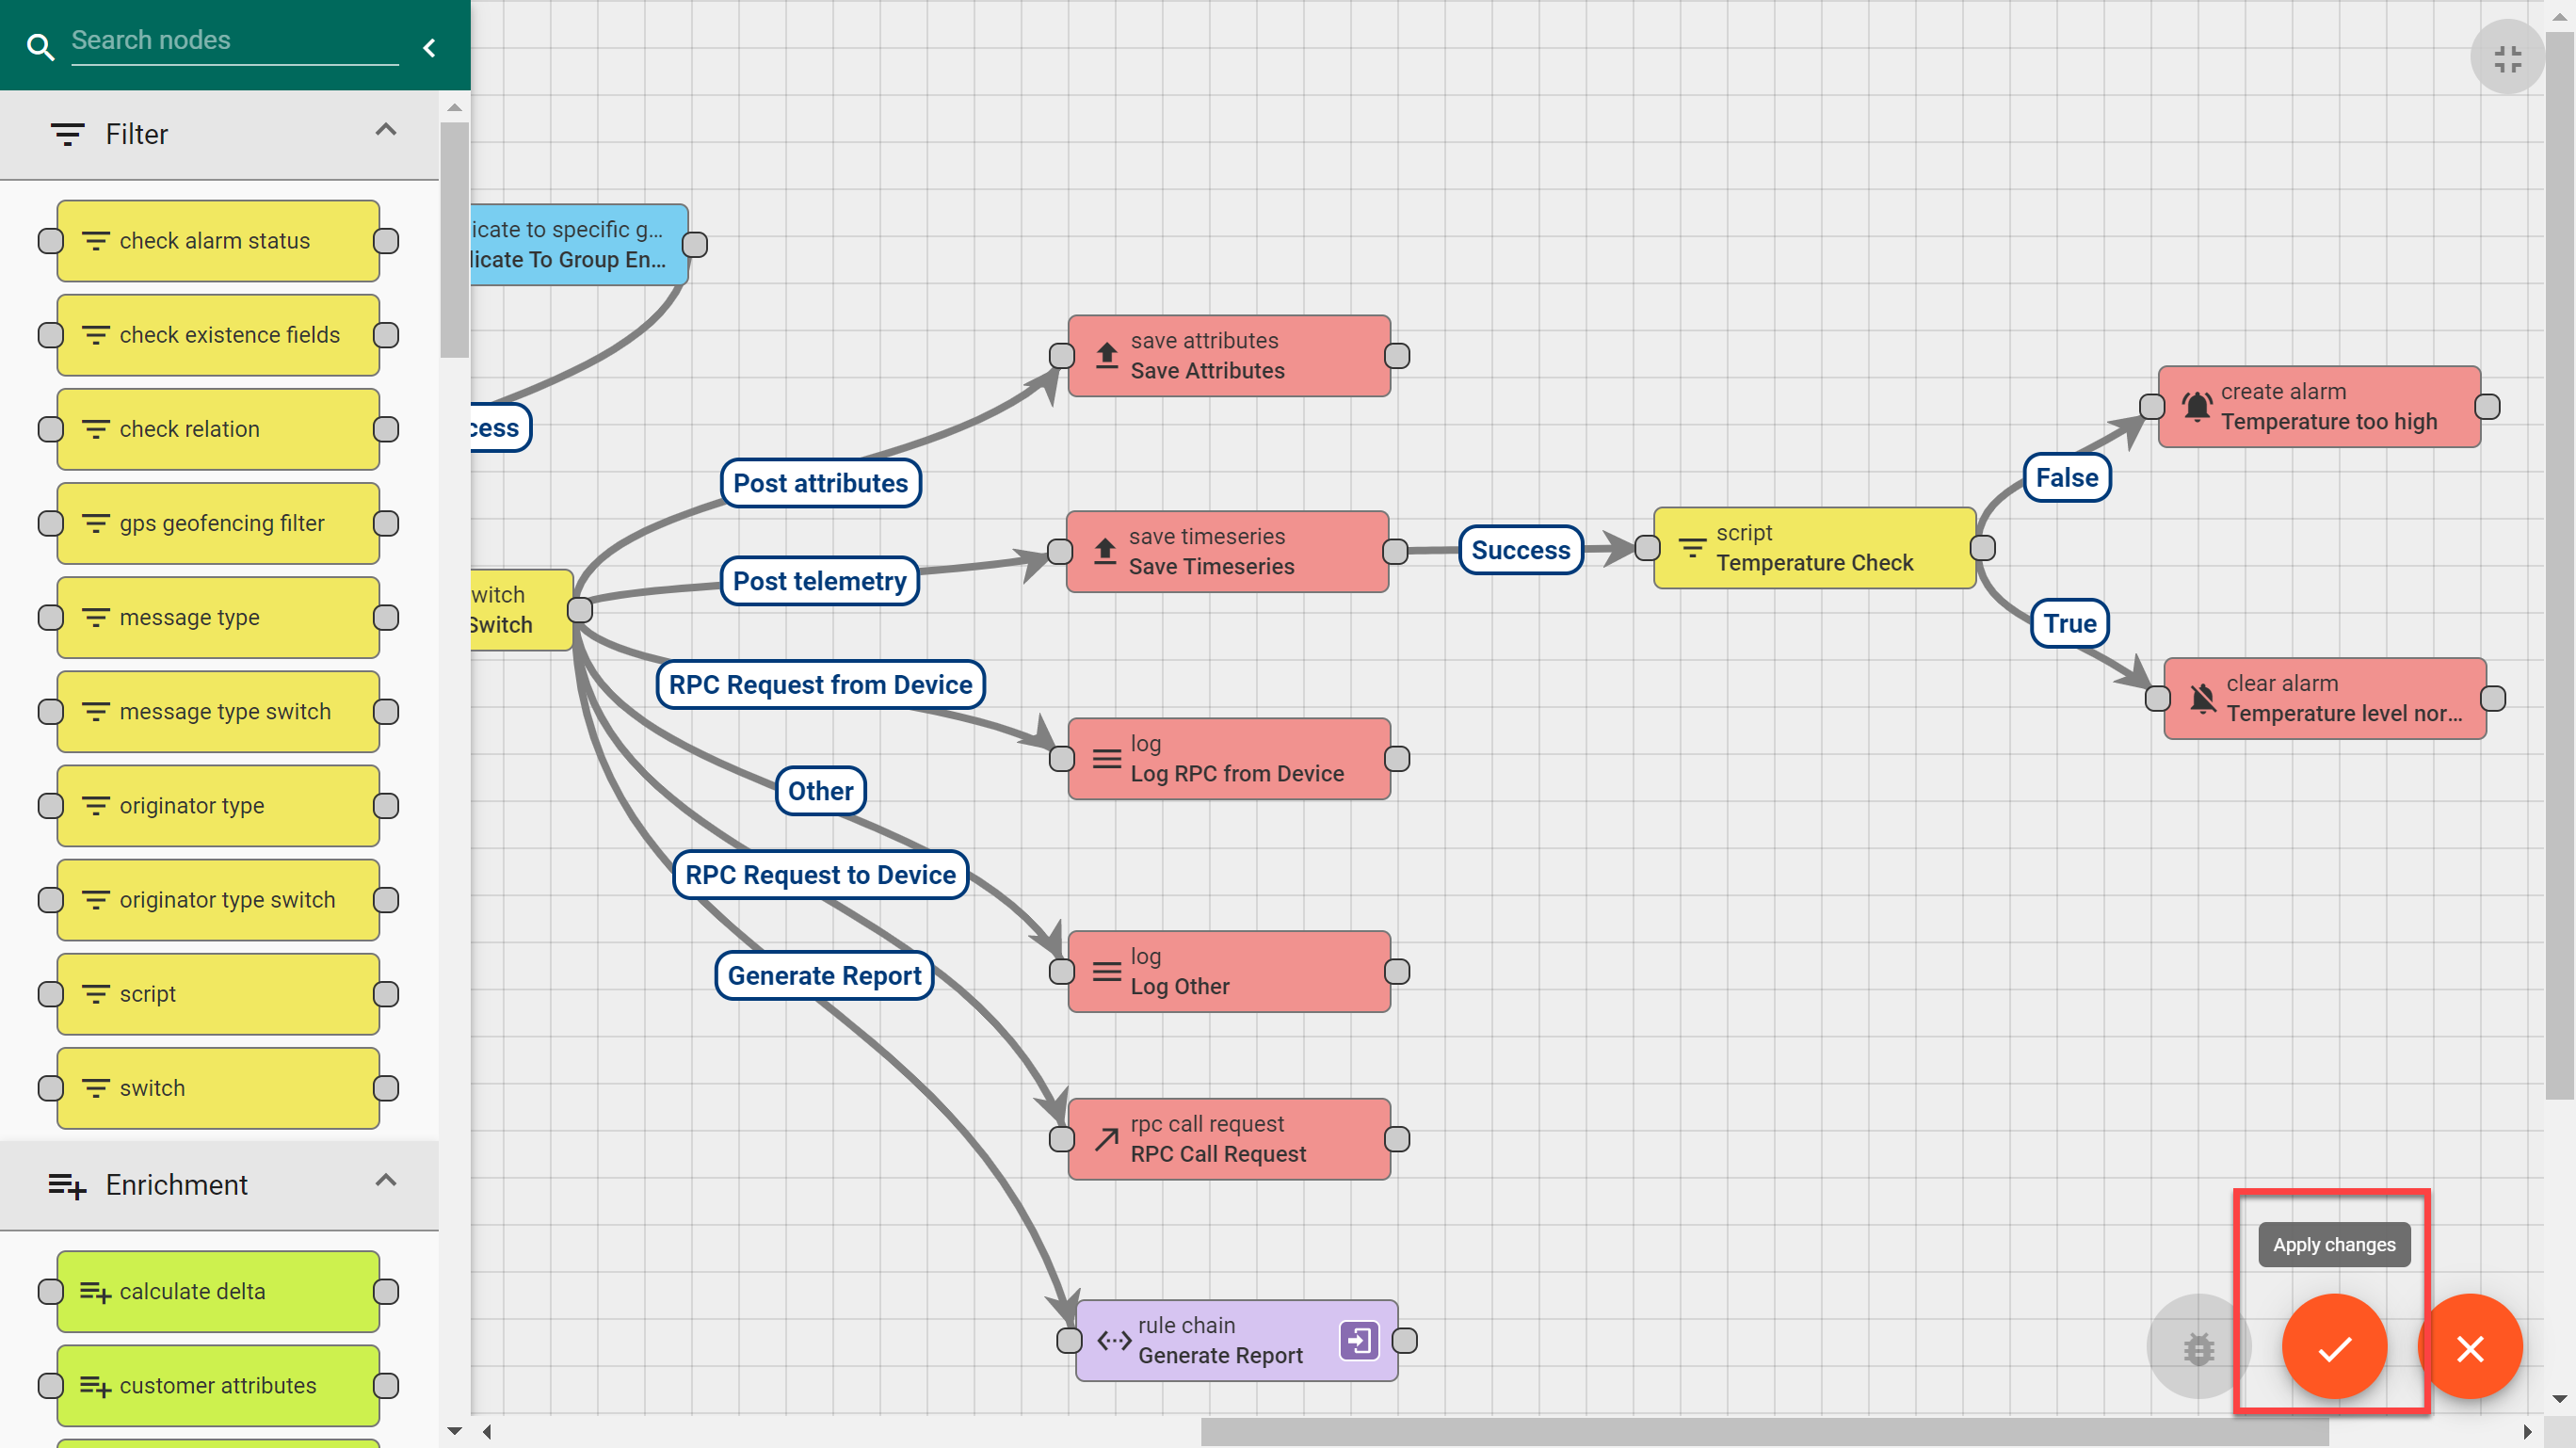 Search nodes
Filter
check alarm status
check existence fields
check relation
gps geofencing filter
message type
message type switch
originator type
originator type switch
script
switch
Enrichment
calculate delta
customer attributes
icate to specific g...
licate To Group En...
cess
witch
Switch
Post attributes
Post telemetry
RPC Request from Device
Other
RPC Request to Device
Generate Report
save attributes
Save Attributes
save timeseries
Save Timeseries
log
Log RPC from Device
log
Log Other
rpc call request
RPC Call Request
rule chain
Generate Report
Success
script
Temperature Check
False
True
create alarm
Temperature too high
clear alarm
Temperature level nor...
Apply changes